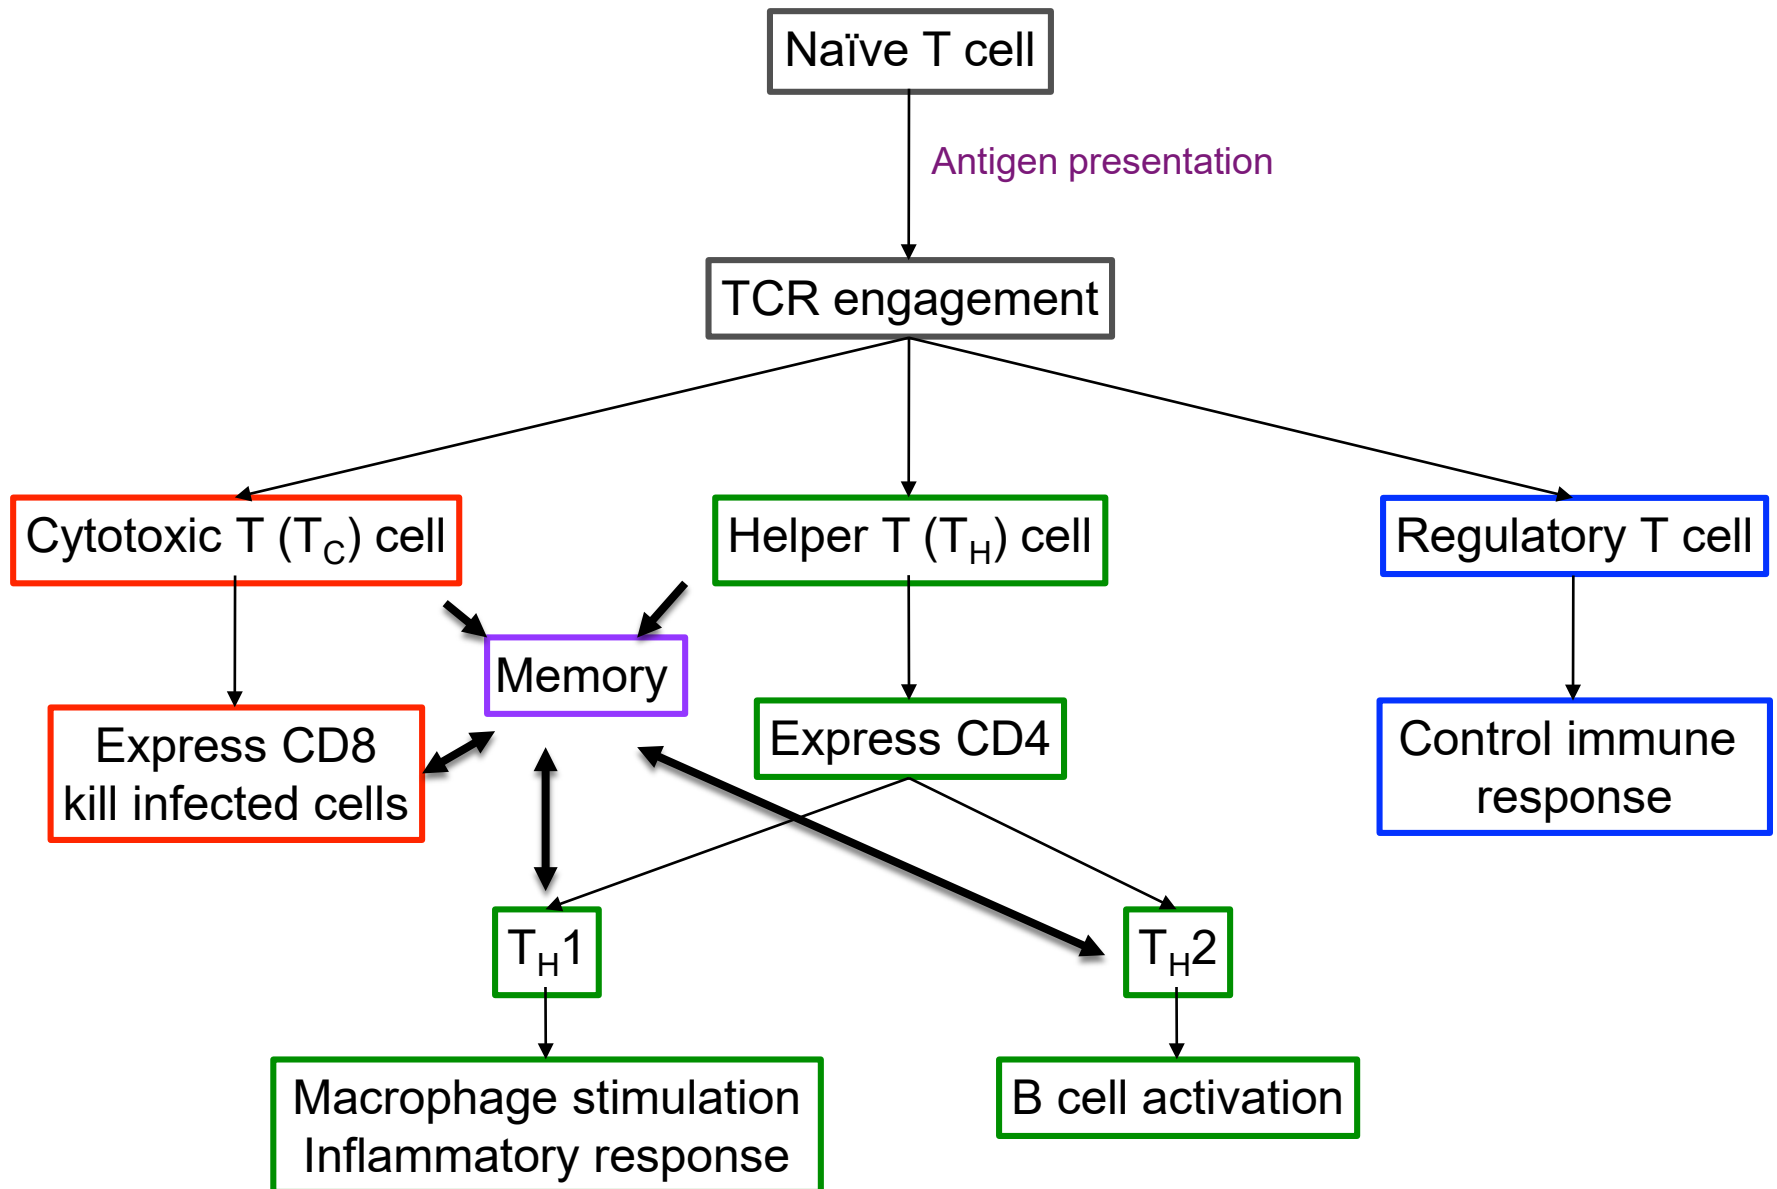 Naïve T cell
Antigen presentation
TCR engagement
Cytotoxic T (TC) cell
Helper T (TH) cell
Regulatory T cell
Memory
Express CD8
kill infected cells
Express CD4
Control immune
response
TH1
TH2
Macrophage stimulation
Inflammatory response
B cell activation